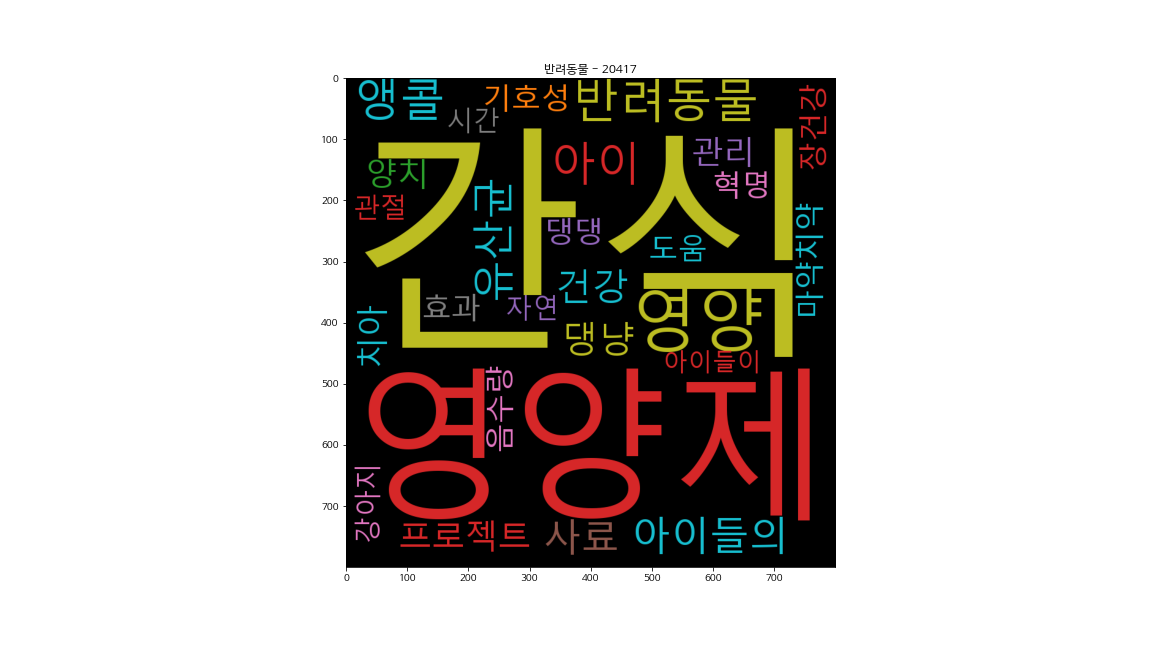 반려동물 - 20417
앵콜
기호성
반려동물
시간
장건강
간식
아이
관리
양치
혁명
관절
유산균
댕댕
도움
마약치약
건강
효과
자연
영양
치아
댕냥
아이들이
영양제
음수량
강아지
프로젝트
사료
아이들의
0
100
200
300
400
500
600
700
0
100
200
300
400
500
600
700